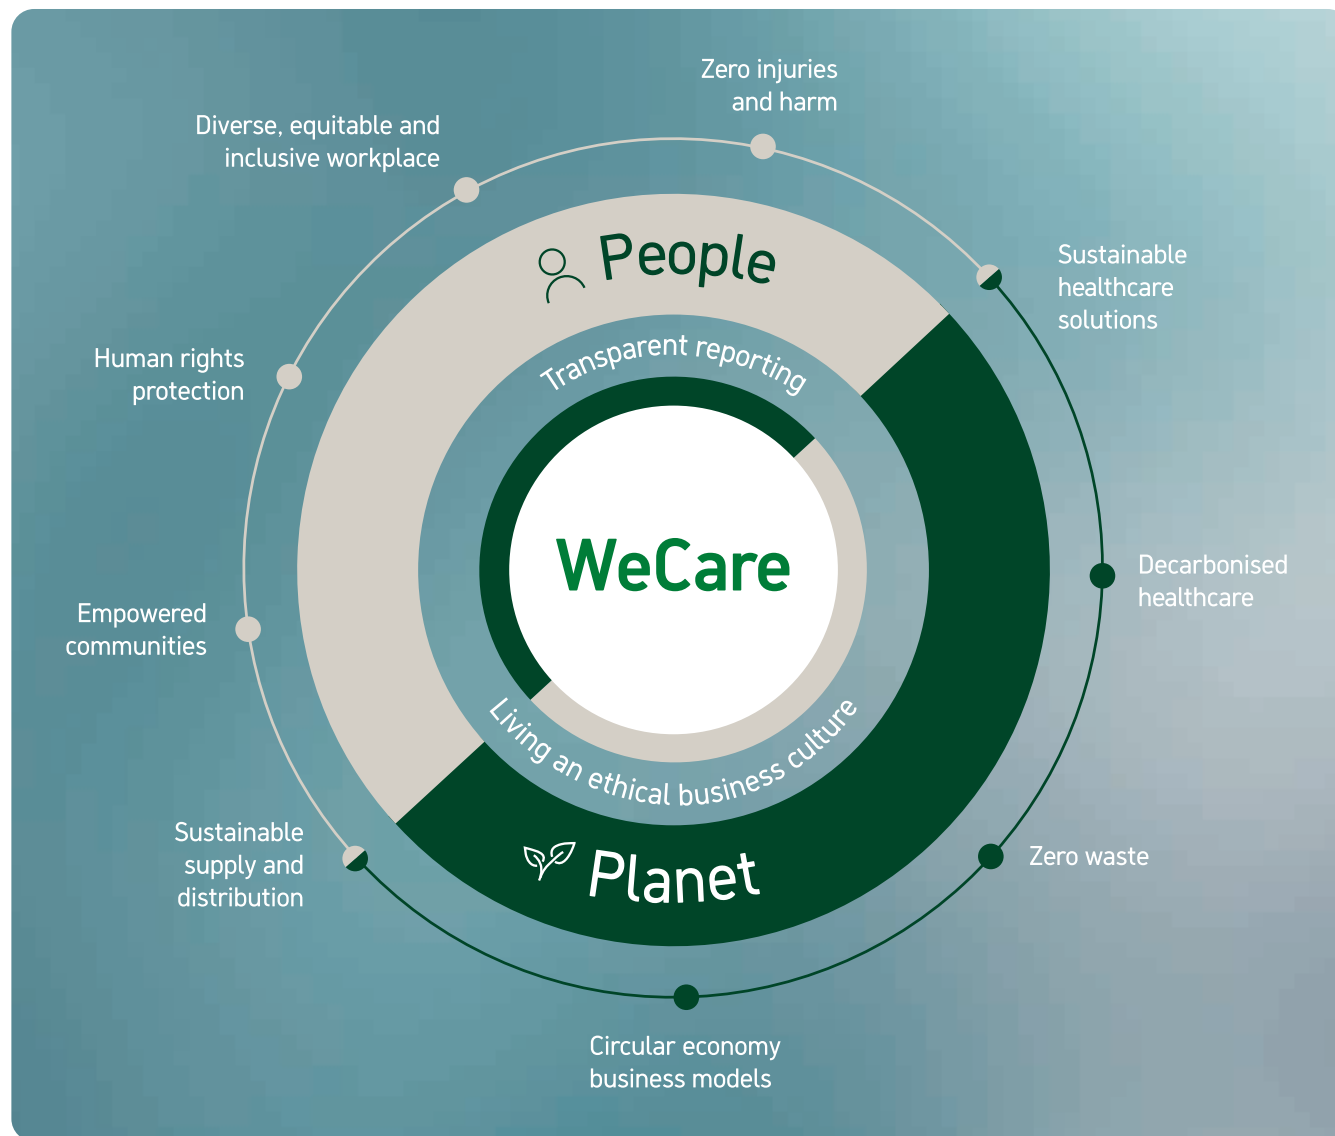 Zero injuries
and harm
Diverse, equitable and
inclusive workplace
Sustainable
healthcare
solutions
People
Transparent reporting
Human rights
protection
WeCare
Decarbonised
healthcare
Empowered
communities
Living an ethical business culture
Sustainable
supply and
distribution
Planet
Zero waste
Circular economy
business models